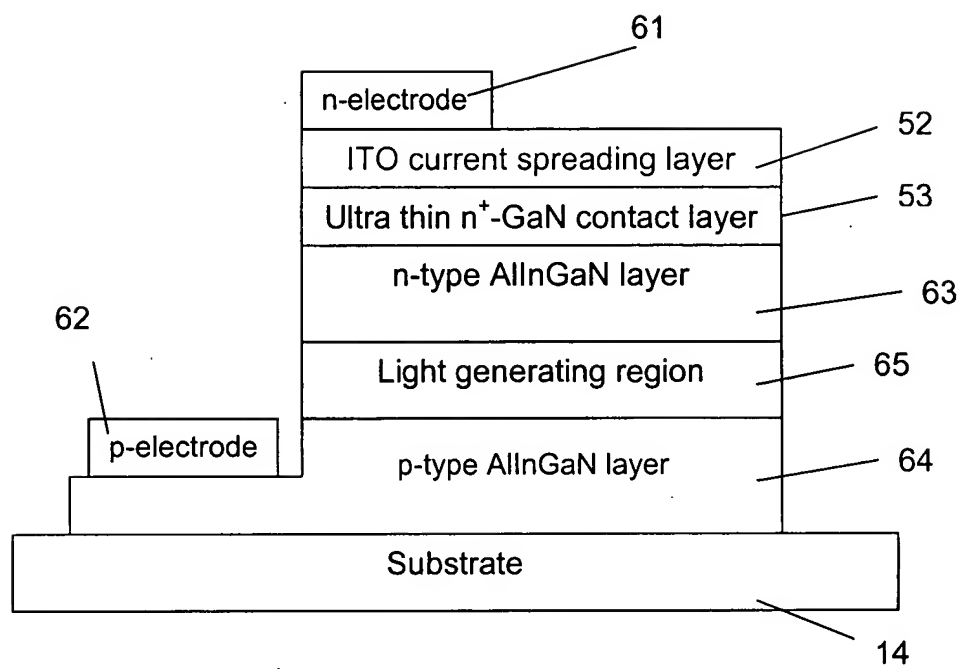 61
n-electrode
52
ITO current spreading layer
53
Ultra thin n⁺-GaN contact layer
n-type AlInGaN layer
63
62
Light generating region
65
p-electrode
p-type AlInGaN layer
64
Substrate
14